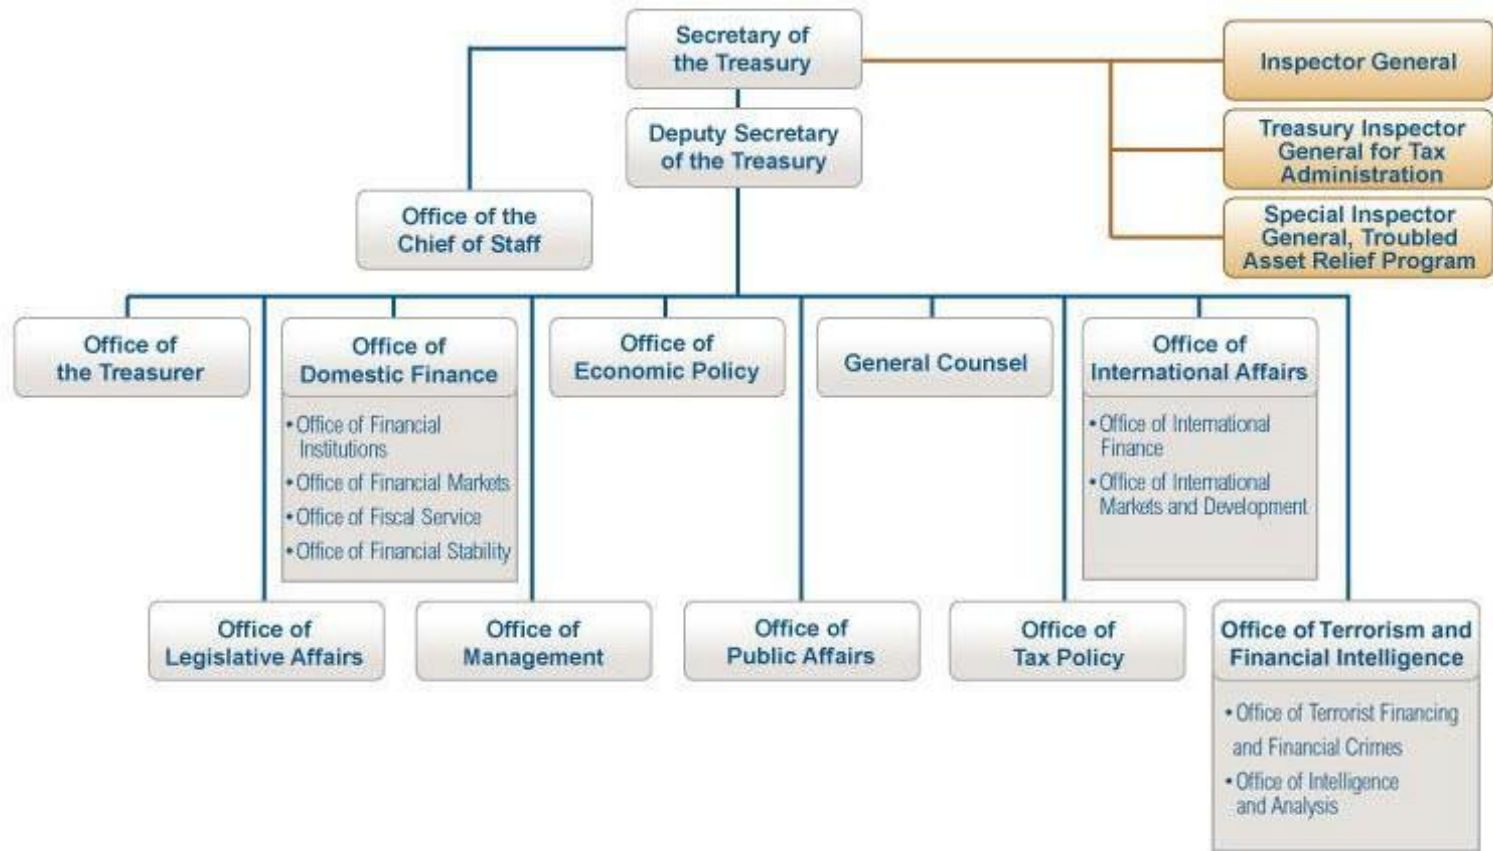 Secretary of
the Treasury
Inspector General
Deputy Secretary
of the Treasury
Treasury Inspector
General for Tax
Administration
Office of the
Chief of Staff
Special Inspector
General, Troubled
Asset Relief Program
Office of
the Treasurer
Office of
Domestic Finance
• Office of Financial
Institutions
• Office of Financial Markets
• Office of Fiscal Service
• Office of Financial Stability
Office of
Economic Policy
General Counsel
Office of
International Affairs
• Office of International
Finance
• Office of International
Markets and Development
Office of
Legislative Affairs
Office of
Management
Office of
Public Affairs
Office of
Tax Policy
Office of Terrorism and
Financial Intelligence
• Office of Terrorist Financing
and Financial Crimes
• Office of Intelligence
and Analysis